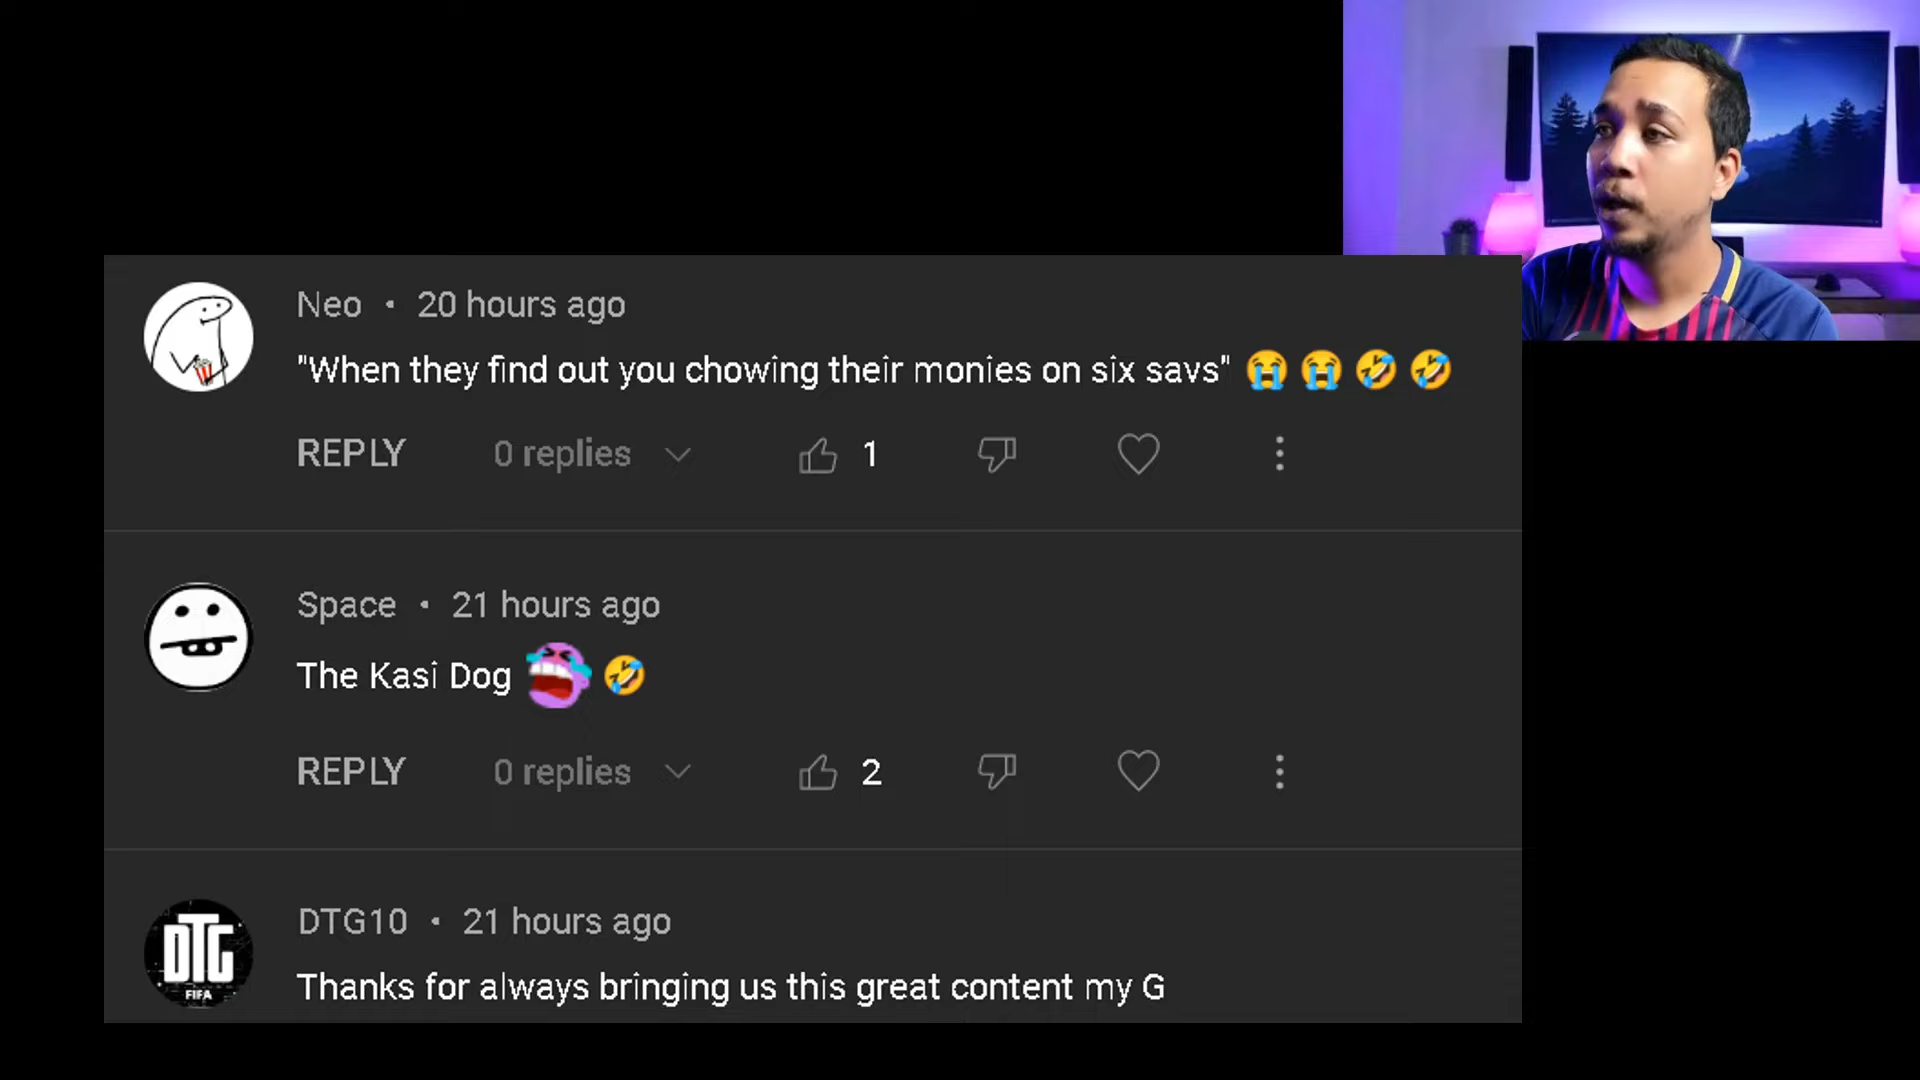 Neo • 20 hours ago
"When they find out you chowing their monies on six savs" 😭 😭 🤣 🤣
REPLY 0 replies 1
Space • 21 hours ago
The Kasi Dog 🤣
REPLY 0 replies 2
DTG
FIFA
DTG10 • 21 hours ago
Thanks for always bringing us this great content my G